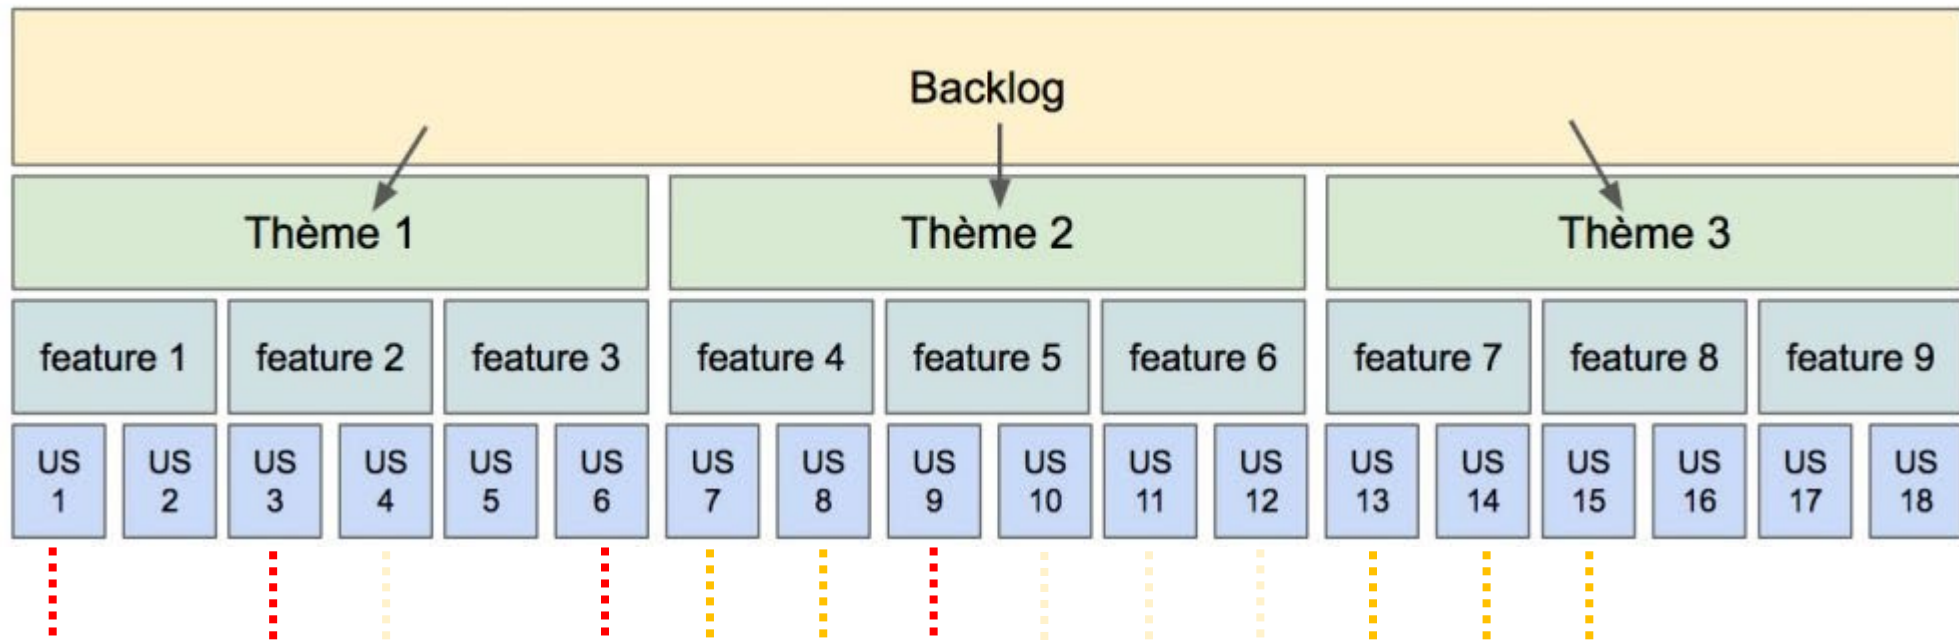 Backlog
Thème 1
Thème 2
Thème 3
feature 1
feature 2
feature 3
feature 4
feature 5
feature 6
feature 7
feature 8
feature 9
US
1
US
2
US
3
US
4
US
5
US
6
US
7
US
8
US
9
US
10
US
11
US
12
US
13
US
14
US
15
US
16
US
17
US
18